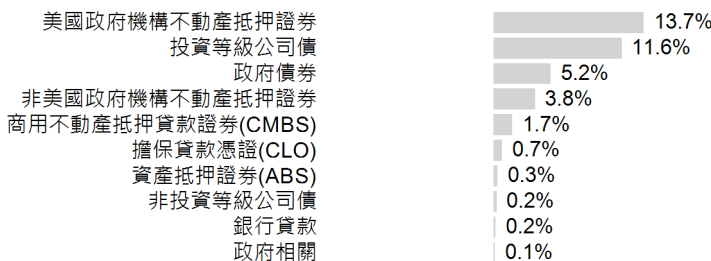 美國政府機構不動產抵押證券 13.7%
投資等級公司債 11.6%
政府債券 5.2%
非美國政府機構不動產抵押證券 3.8%
商用不動產抵押貸款證券(CMBS) 1.7%
擔保貸款憑證(CLO) 0.7%
資產抵押證券(ABS) 0.3%
非投資等級公司債 0.2%
銀行貸款 0.2%
政府相關 0.1%